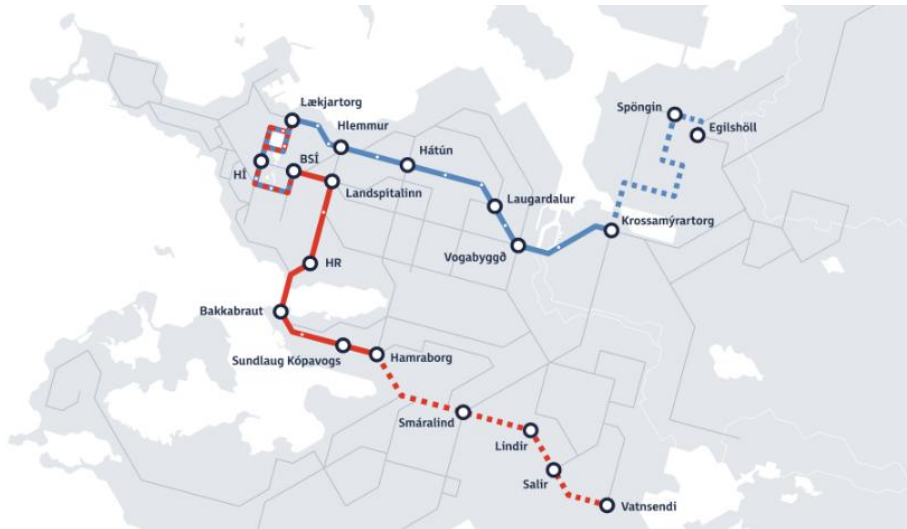 Lækjartorg
Hlemmur
BSÍ
Hátún
HÍ
Landspítalinn
Laugardalur
Spöngin
Egilshöll
Krossamýrartorg
Vogabyggð
HR
Bakkabraut
Sundlaug Kópavogs
Hamraborg
Smáralind
Lindir
Salir
Vatnsendi